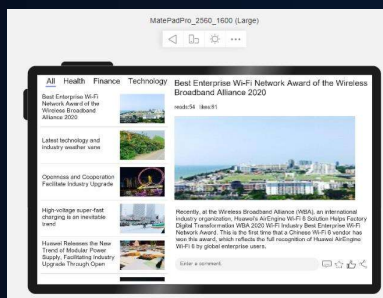 MatePadPro_2560_1600 (Large)
All Health Finance Technology
Best Enterprise Wi-Fi
Network Award of the
Wireless Broadband
Alliance 2020
Latest technology and
industry weather vane
Openness and Cooperation
Facilitate Industry Upgrade
High-voltage super-fast
charging is an inevitable
trend
Huawei Releases the New
Trend of Modular Power
Supply, Facilitating Industry
Upgrade Through Open
Best Enterprise Wi-Fi Network Award of the Wireless
Broadband Alliance 2020
reads:54 likes:81
Recently, at the Wireless Broadband Alliance (WBA), an international
industry organization, Huawei's AirEngine Wi-Fi 6 Solution Helps Factory
Digital Transformation WBA 2020 Wi-Fi Industry Best Enterprise Wi-Fi
Network Award. This is the first time that a Chinese Wi-Fi 6 vendor has
won this award, which reflects the full recognition of Huawei AirEngine
Wi-Fi 6 by global enterprise users.
Enter a comment